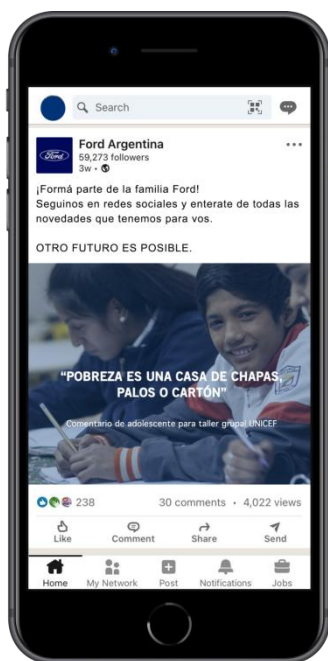 Search
Ford
Ford Argentina
59,273 followers
3w •
¡Formá parte de la familia Ford!
Seguinos en redes sociales y enterate de todas las
novedades que tenemos para vos.
OTRO FUTURO ES POSIBLE.
“POBREZA ES UNA CASA DE CHAPAS,
PALOS O CARTÓN”
Comentario de adolescente para taller grupal UNICEF
238 30 comments • 4,022 views
Like Comment Share Send
Home My Network Post Notifications Jobs